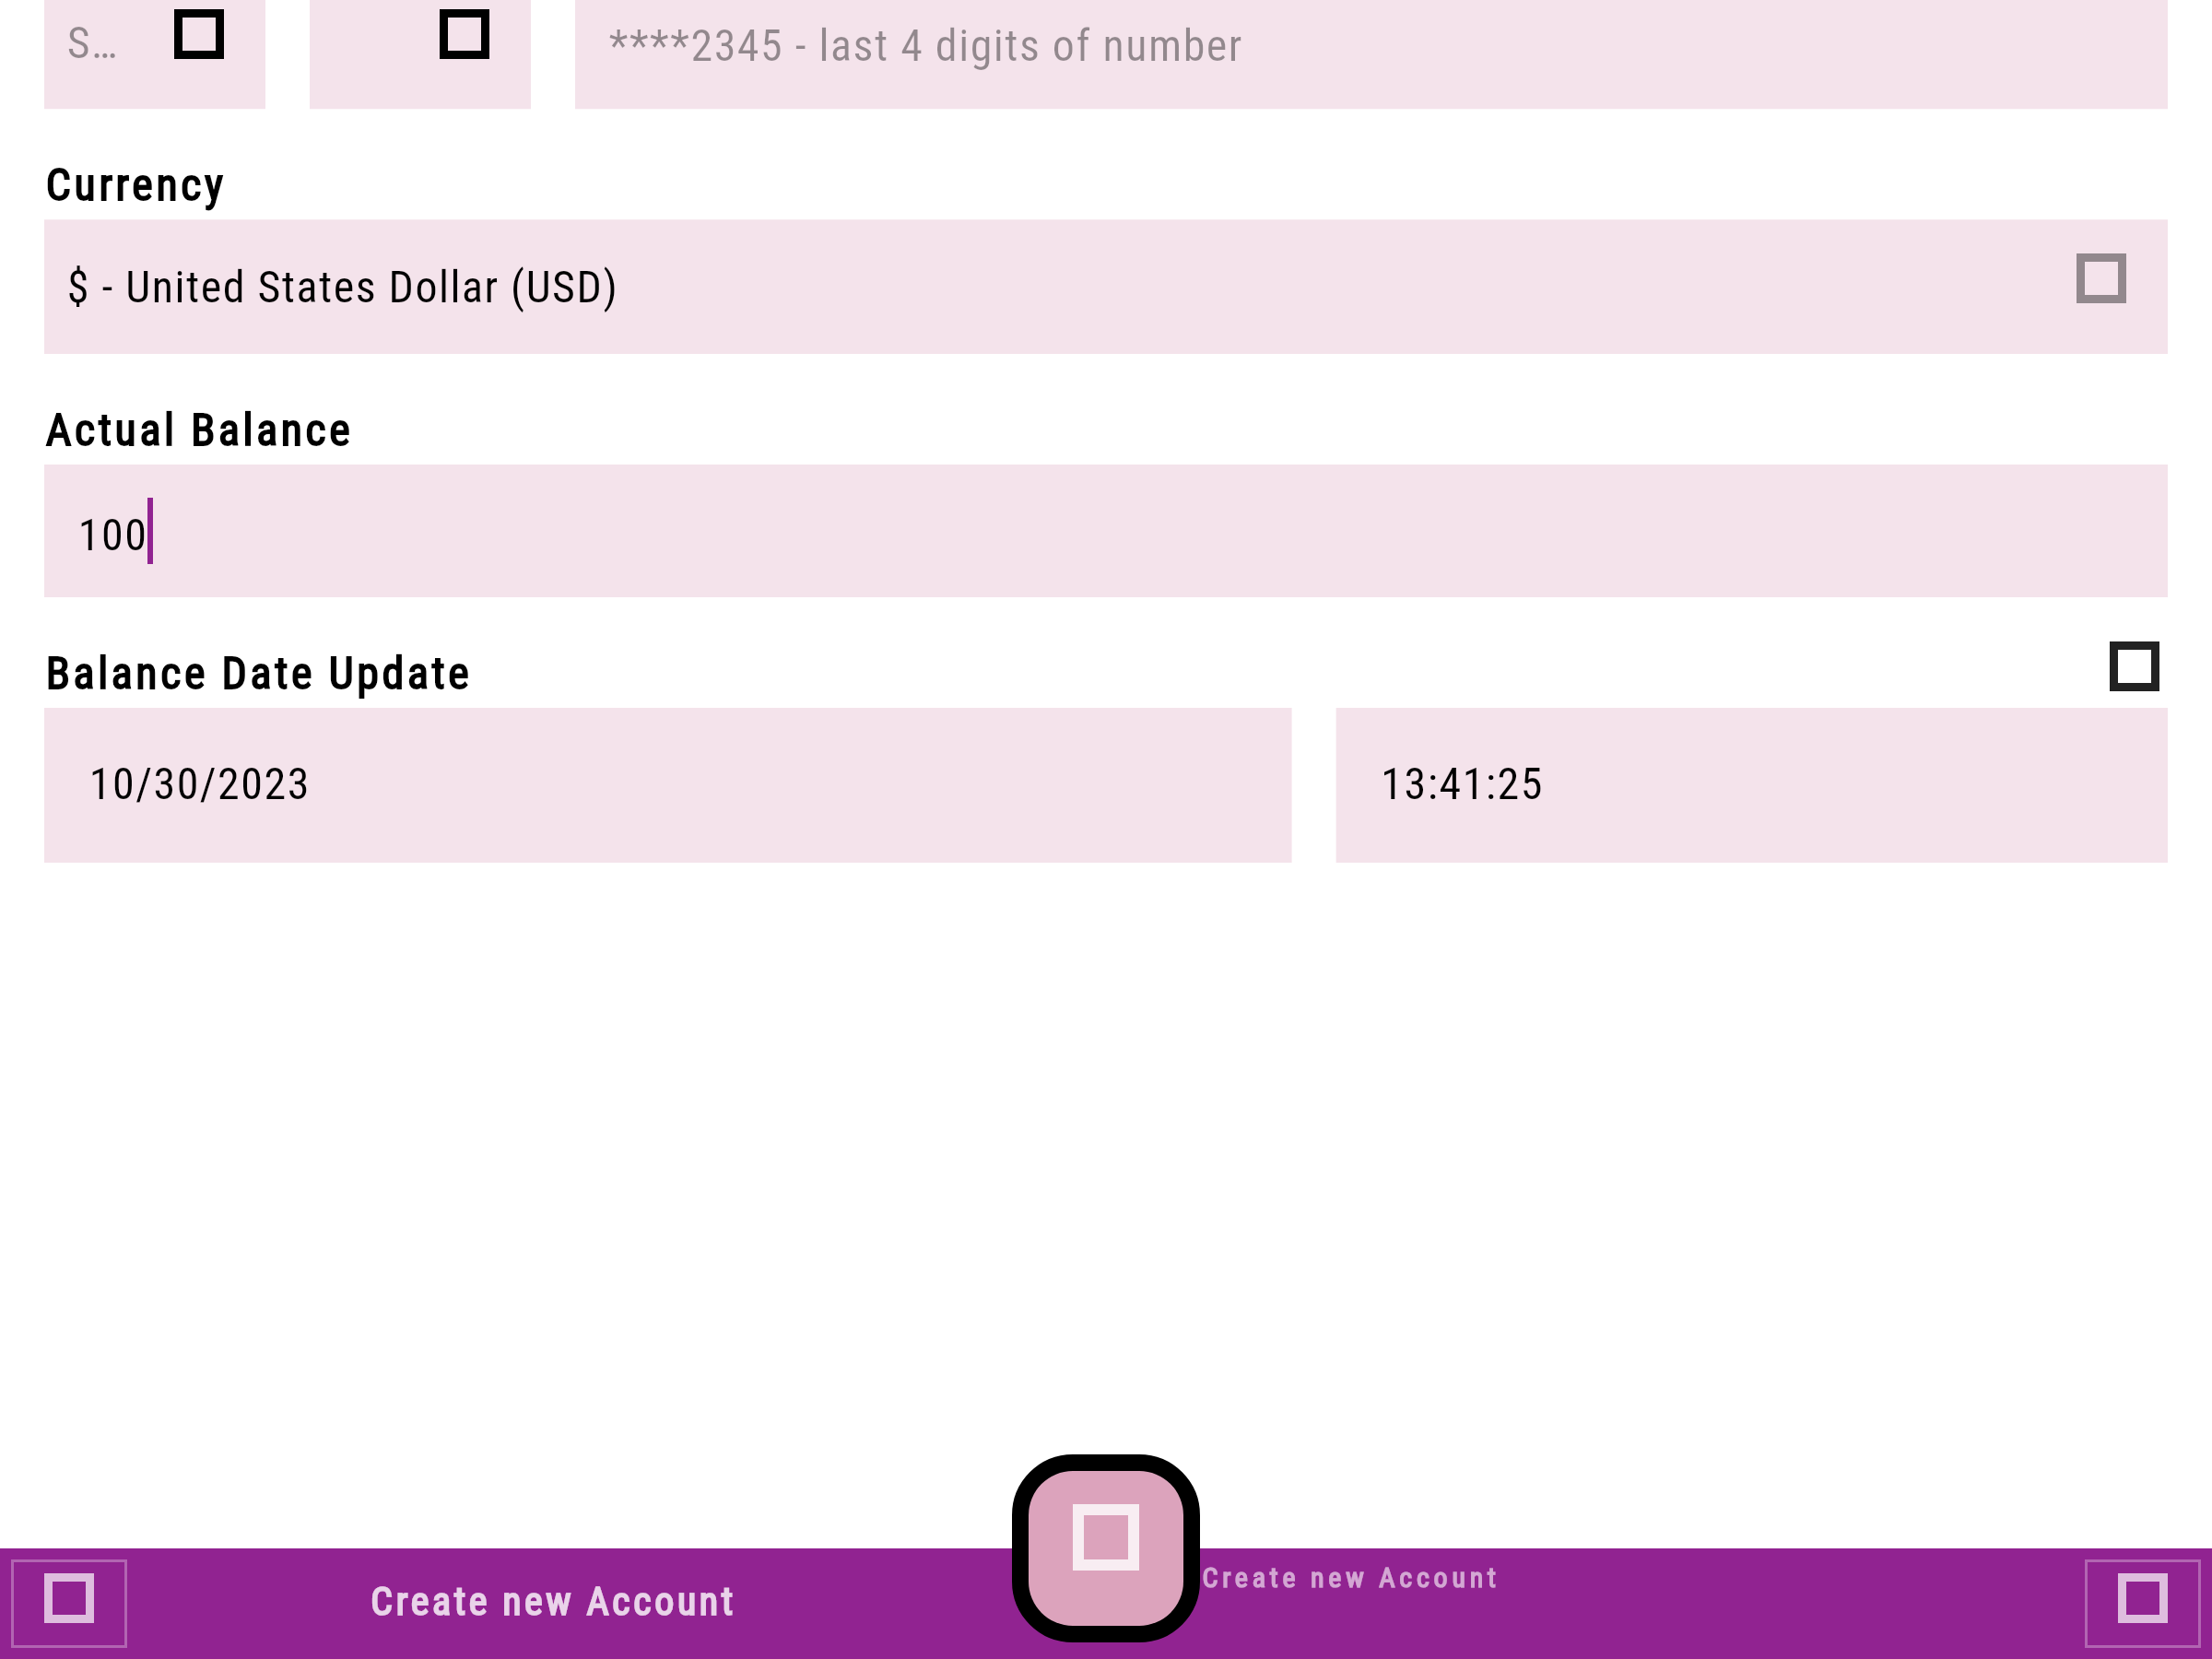 S…
****2345 - last 4 digits of number
Currency
$ - United States Dollar (USD)
Actual Balance
100
Balance Date Update
10/30/2023
13:41:25
Create new Account
Create new Account